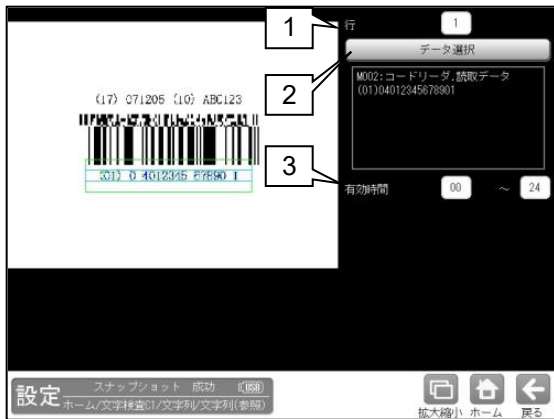 1
行
1
2
データ選択
M002:コードリーダ.読取データ
(01)04012345678901
(17) 071205 (10) ABC123
(01) 0 4012345 67890 1
3
有効時間
00
～
24
設定
スナップショット 成功
USB
ホーム/文字検査C1/文字列/文字列(参照)
拡大縮小
ホーム
戻る